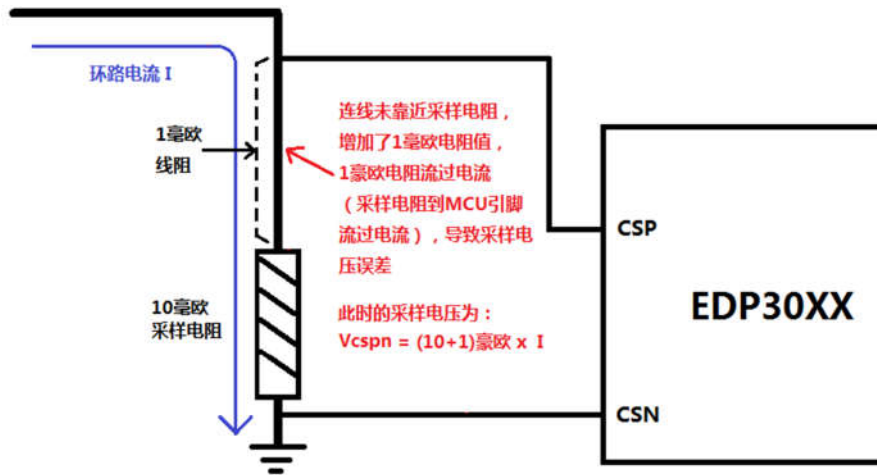 环路电流 I
1毫欧
线阻
连线未靠近采样电阻，
增加了1毫欧电阻值，
1豪欧电阻流过电流
（采样电阻到MCU引脚
流过电流），导致采样电
压误差
此时的采样电压为：
Vcspn = (10+1)豪欧 x I
10毫欧
采样电阻
CSP
EDP30XX
CSN